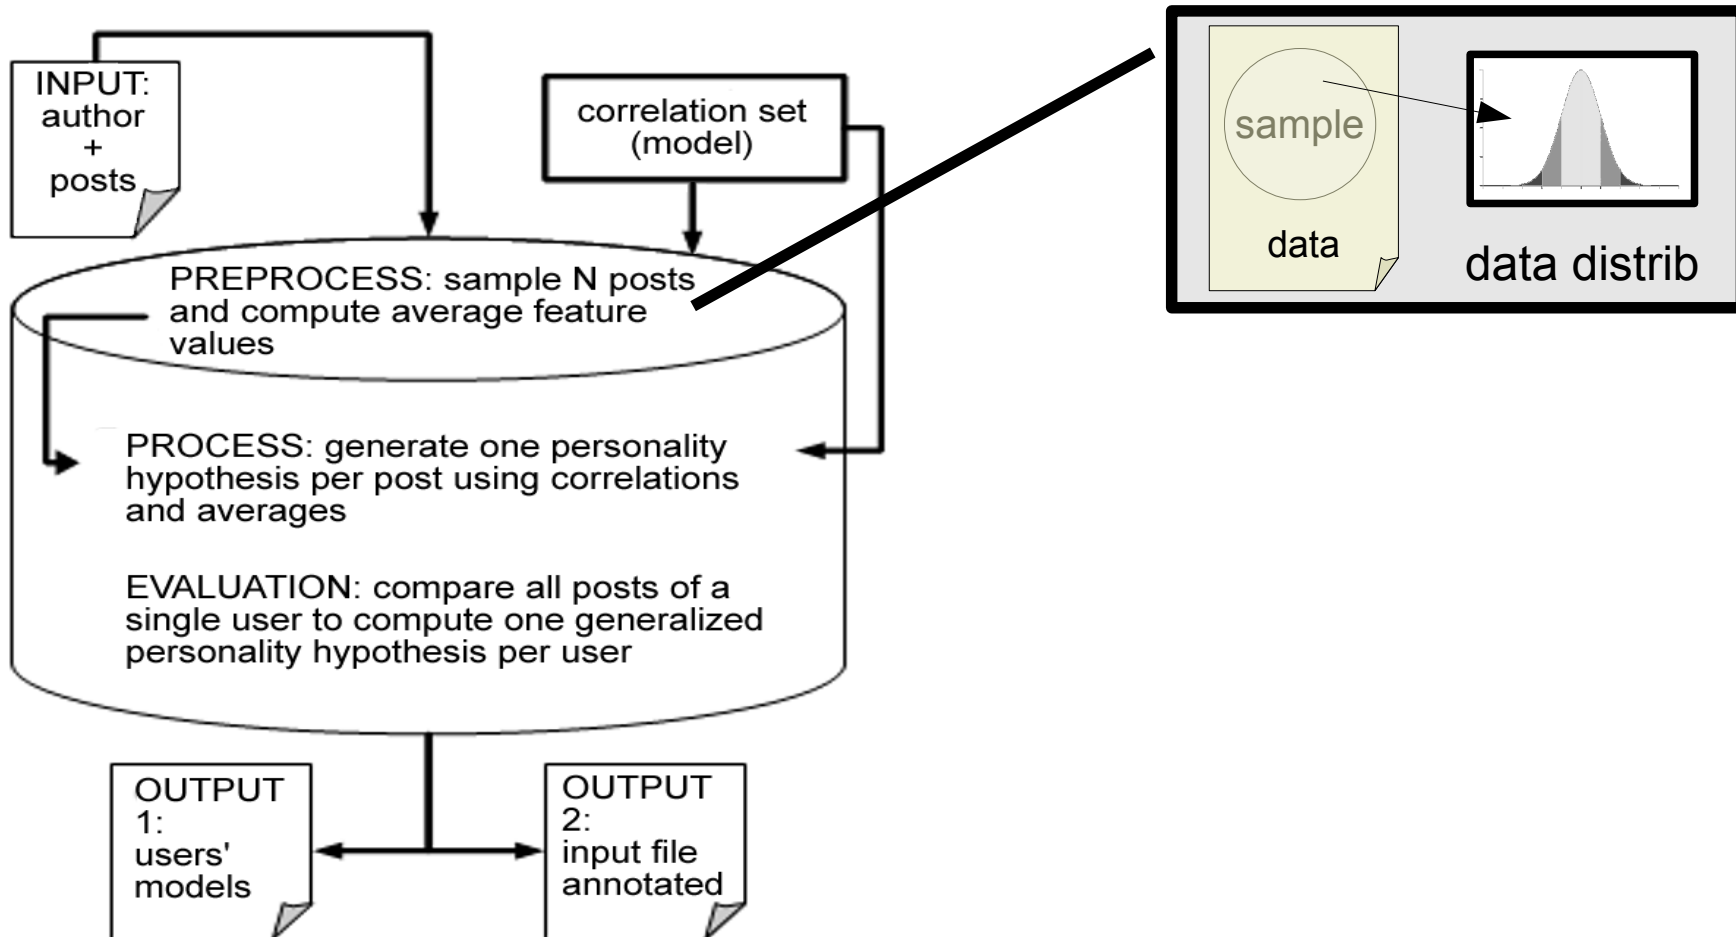 INPUT:
author
+
posts
correlation set
(model)
sample
data
data distrib
PREPROCESS: sample N posts
and compute average feature
values
PROCESS: generate one personality
hypothesis per post using correlations
and averages
EVALUATION: compare all posts of a
single user to compute one generalized
personality hypothesis per user
OUTPUT
1:
users'
models
OUTPUT
2:
input file
annotated